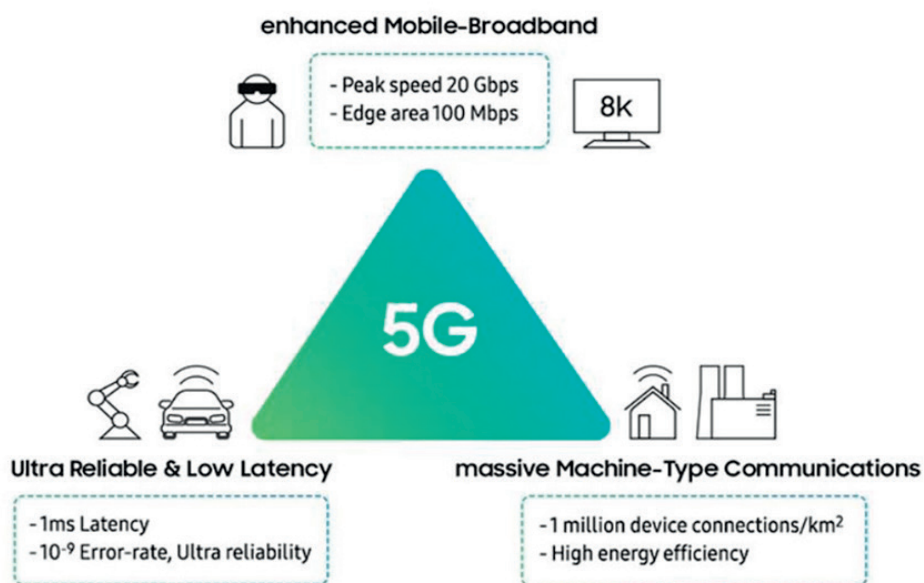 enhanced Mobile-Broadband
- Peak speed 20 Gbps
- Edge area 100 Mbps
8K
5G
Ultra Reliable & Low Latency
- 1ms Latency
- 10⁻⁹ Error-rate, Ultra reliability
massive Machine-Type Communications
- 1 million device connections/km²
- High energy efficiency